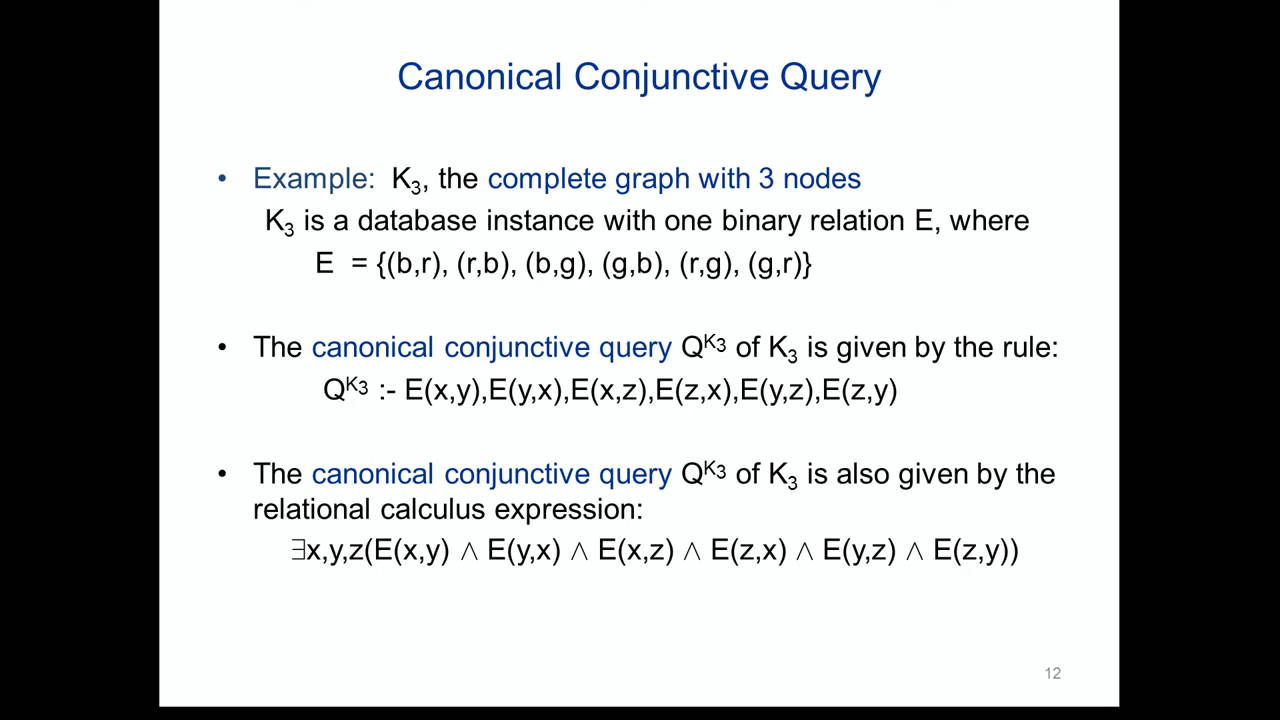 Canonical Conjunctive Query
• Example: K₃, the complete graph with 3 nodes
K₃ is a database instance with one binary relation E, where
E = {(b,r), (r,b), (b,g), (g,b), (r,g), (g,r)}
• The canonical conjunctive query Qᴷ³ of K₃ is given by the rule:
Qᴷ³ :- E(x,y),E(y,x),E(x,z),E(z,x),E(y,z),E(z,y)
• The canonical conjunctive query Qᴷ³ of K₃ is also given by the
relational calculus expression:
∃x,y,z(E(x,y) ∧ E(y,x) ∧ E(x,z) ∧ E(z,x) ∧ E(y,z) ∧ E(z,y))
12